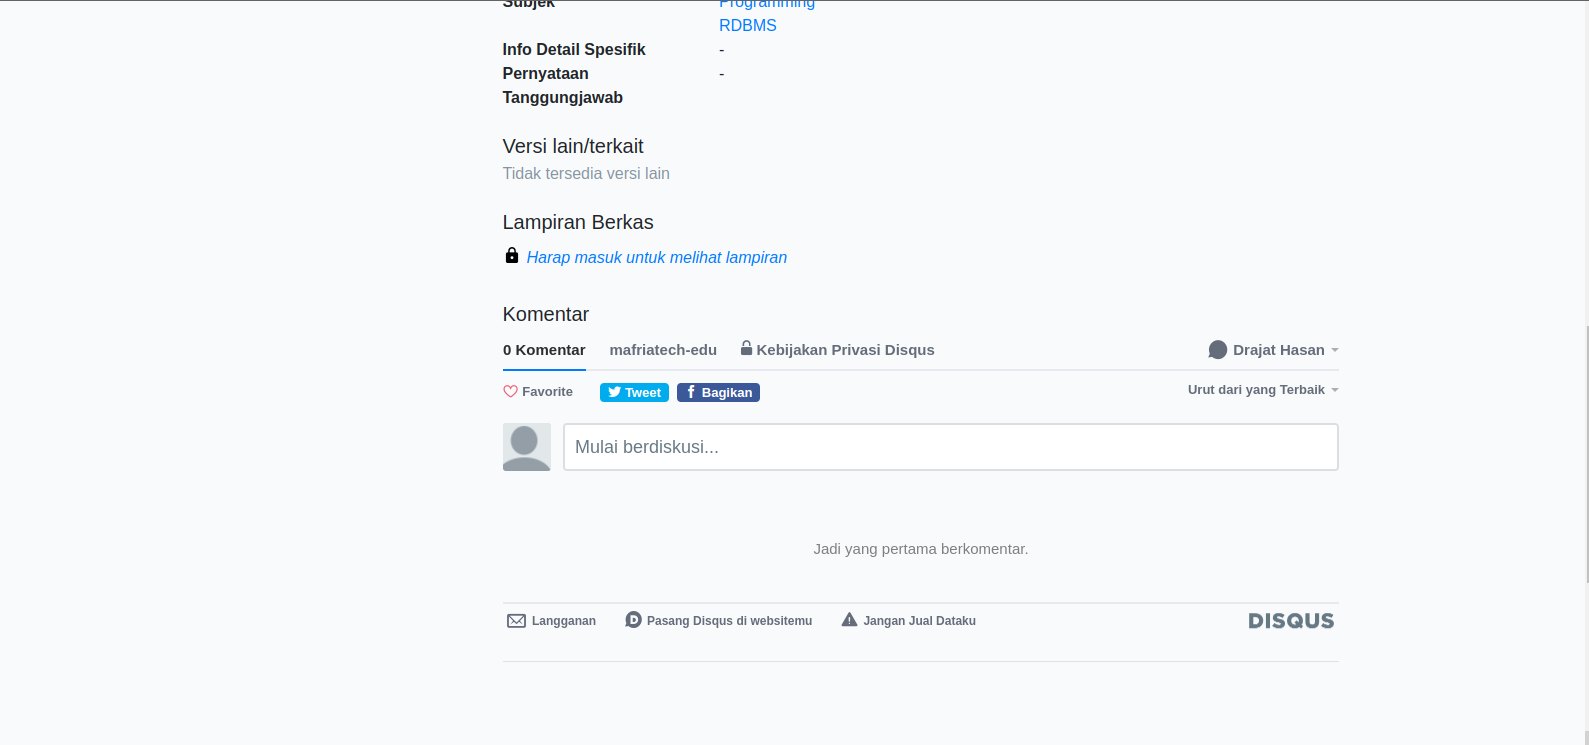 Subjek Programming
RDBMS
Info Detail Spesifik -
Pernyataan -
Tanggungjawab
Versi lain/terkait
Tidak tersedia versi lain
Lampiran Berkas
Harap masuk untuk melihat lampiran
Komentar
0 Komentar mafriatech-edu Kebijakan Privasi Disqus Drajat Hasan
Favorite Tweet f Bagikan Urut dari yang Terbaik
Mulai berdiskusi...
Jadi yang pertama berkomentar.
Langganan D Pasang Disqus di websitemu Jangan Jual Dataku DISQUS